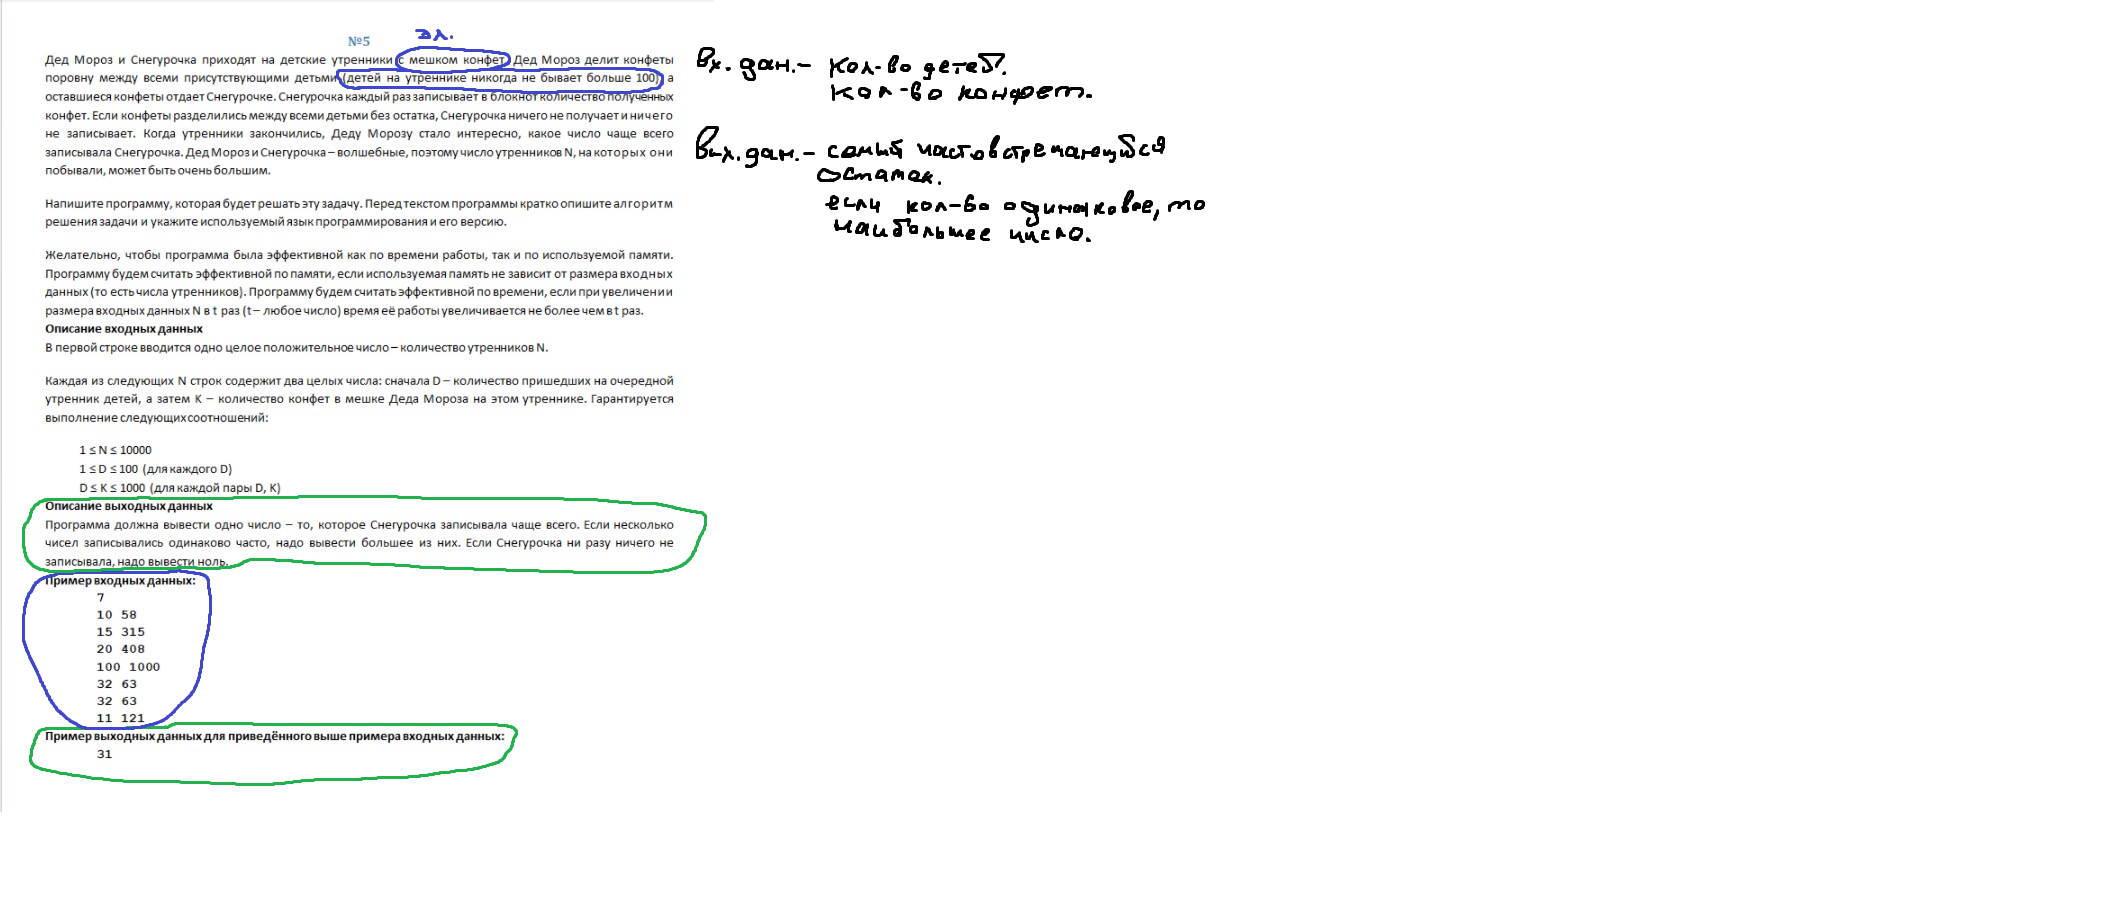 Дл.
№5
Дед Мороз и Снегурочка приходят на детские утренники с мешком конфет. Дед Мороз делит конфеты
поровну между всеми присутствующими детьми (детей на утреннике никогда не бывает больше 100), а
оставшиеся конфеты отдает Снегурочке. Снегурочка каждый раз записывает в блокнот количество полученных
конфет. Если конфеты разделились между всеми детьми без остатка, Снегурочка ничего не получает и ничего
не записывает. Когда утренники закончились, Деду Морозу стало интересно, какое число чаще всего
записывала Снегурочка. Дед Мороз и Снегурочка – волшебные, поэтому число утренников N, на которых они
побывали, может быть очень большим.
Напишите программу, которая будет решать эту задачу. Перед текстом программы кратко опишите алгоритм
решения задачи и укажите используемый язык программирования и его версию.
Желательно, чтобы программа была эффективной как по времени работы, так и по используемой памяти.
Программу будем считать эффективной по памяти, если используемая память не зависит от размера входных
данных (то есть числа утренников). Программу будем считать эффективной по времени, если при увеличении
размера входных данных N в t раз (t – любое число) время её работы увеличивается не более чем в t раз.
Описание входных данных
В первой строке вводится одно целое положительное число – количество утренников N.
Каждая из следующих N строк содержит два целых числа: сначала D – количество пришедших на очередной
утренник детей, а затем K – количество конфет в мешке Деда Мороза на этом утреннике. Гарантируется
выполнение следующих соотношений:
1 ≤ N ≤ 10000
1 ≤ D ≤ 100 (для каждого D)
D ≤ K ≤ 1000 (для каждой пары D, K)
Описание выходных данных
Программа должна вывести одно число – то, которое Снегурочка записывала чаще всего. Если несколько
чисел записывались одинаково часто, надо вывести большее из них. Если Снегурочка ни разу ничего не
записывала, надо вывести ноль.
Пример входных данных:
7
10 58
15 315
20 408
100 1000
32 63
32 63
11 121
Пример выходных данных для приведённого выше примера входных данных:
31
Вх. дан. – кол-во детей.
кол-во конфет.
Вых. дан. – самый частовстречающийся
остаток.
если кол-во одинаковое, то
наибольшее число.